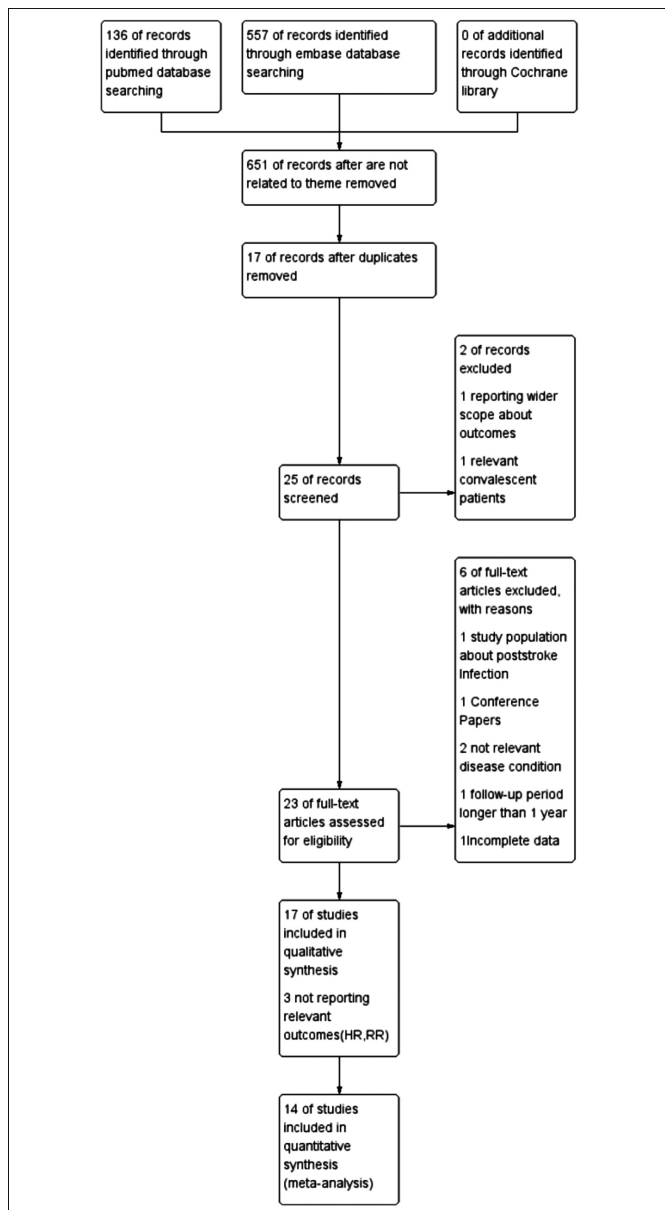 136 of records
identified through
pubmed database
searching
557 of records identified
through embase database
searching
0 of additional
records identified
through Cochrane
library
651 of records after are not
related to theme removed
17 of records after duplicates
removed
2 of records
excluded
1 reporting wider
scope about
outcomes
1 relevant
convalescent
patients
25 of records
screened
6 of full-text
articles excluded,
with reasons
1 study population
about poststroke
Infection
1 Conference
Papers
2 not relevant
disease condition
1 follow-up period
longer than 1 year
1Incomplete data
23 of full-text
articles assessed
for eligibility
17 of studies
included in
qualitative
synthesis
3 not reporting
relevant
outcomes(HR,RR)
14 of studies
included in
quantitative
synthesis
(meta-analysis)